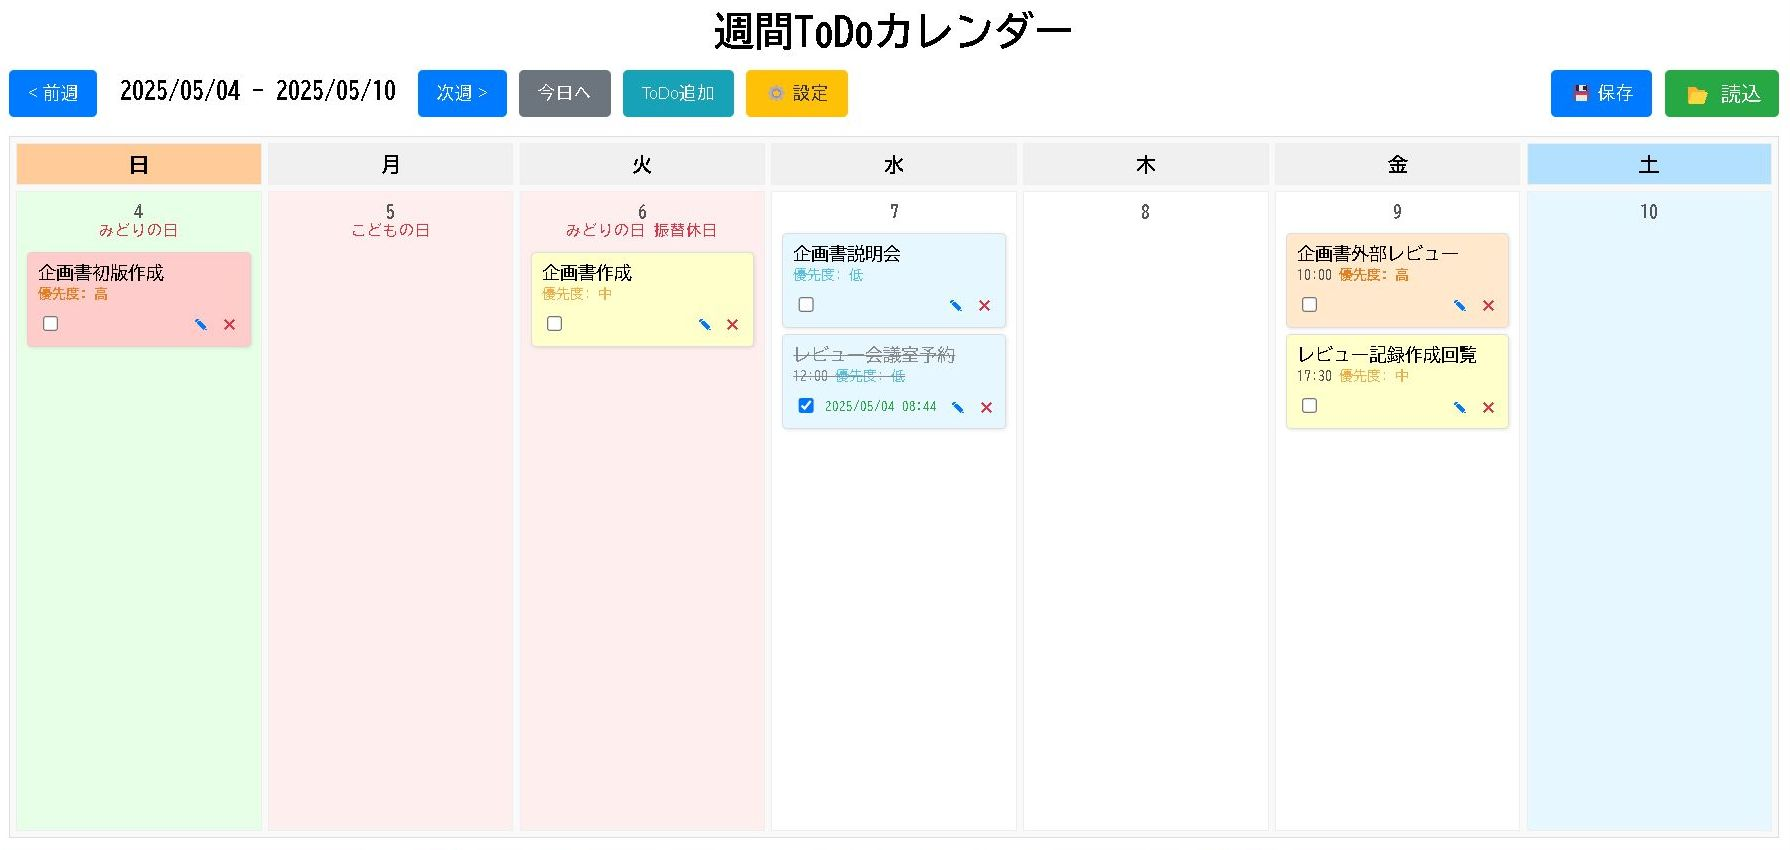 週間ToDoカレンダー
< 前週
2025/05/04 - 2025/05/10
次週 >
今日へ
ToDo追加
設定
保存
読込
日
月
火
水
木
金
土
4
みどりの日
企画書初版作成
優先度: 高
5
こどもの日
6
みどりの日 振替休日
企画書作成
優先度: 中
7
企画書説明会
優先度: 低
レビュー会議室予約
12:00 優先度: 低
2025/05/04 08:44
8
9
企画書外部レビュー
10:00 優先度: 高
レビュー記録作成回覧
17:30 優先度: 中
10